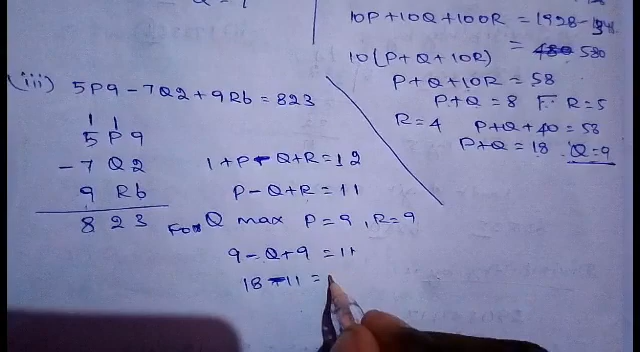 10P+10Q+100R = 1928-1348
10(P+Q+10R) = 580
P+Q+10R = 58
P+Q = 8 F. R=5
R=4 P+Q+40=58
P+Q=18 Q=9
(iii) 5P9-7Q2+9R6=823
1 1
5 P 9
- 7 Q 2
9 R6
8 2 3
1+P-Q+R=12
P-Q+R=11
For Q max P=9, R=9
9-Q+9=11
18-11=